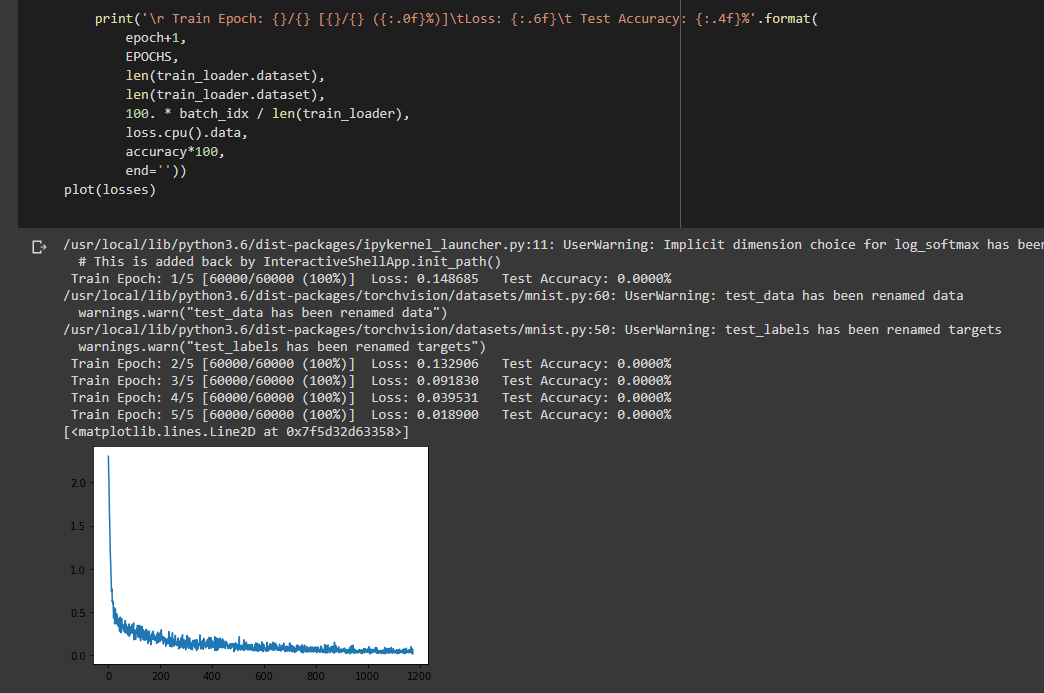 print('\r Train Epoch: {}/{} [{}/{} ({:.0f}%)]\tLoss: {:.6f}\t Test Accuracy: {:.4f}%'.format(
epoch+1,
EPOCHS,
len(train_loader.dataset),
len(train_loader.dataset),
100. * batch_idx / len(train_loader),
loss.cpu().data,
accuracy*100,
end=''))
plot(losses)
/usr/local/lib/python3.6/dist-packages/ipykernel_launcher.py:11: UserWarning: Implicit dimension choice for log_softmax has been
# This is added back by InteractiveShellApp.init_path()
Train Epoch: 1/5 [60000/60000 (100%)] Loss: 0.148685 Test Accuracy: 0.0000%
/usr/local/lib/python3.6/dist-packages/torchvision/datasets/mnist.py:60: UserWarning: test_data has been renamed data
warnings.warn("test_data has been renamed data")
/usr/local/lib/python3.6/dist-packages/torchvision/datasets/mnist.py:50: UserWarning: test_labels has been renamed targets
warnings.warn("test_labels has been renamed targets")
Train Epoch: 2/5 [60000/60000 (100%)] Loss: 0.132906 Test Accuracy: 0.0000%
Train Epoch: 3/5 [60000/60000 (100%)] Loss: 0.091830 Test Accuracy: 0.0000%
Train Epoch: 4/5 [60000/60000 (100%)] Loss: 0.039531 Test Accuracy: 0.0000%
Train Epoch: 5/5 [60000/60000 (100%)] Loss: 0.018900 Test Accuracy: 0.0000%
[<matplotlib.lines.Line2D at 0x7f5d32d63358>]
2.0
1.5
1.0
0.5
0.0
0 200 400 600 800 1000 1200